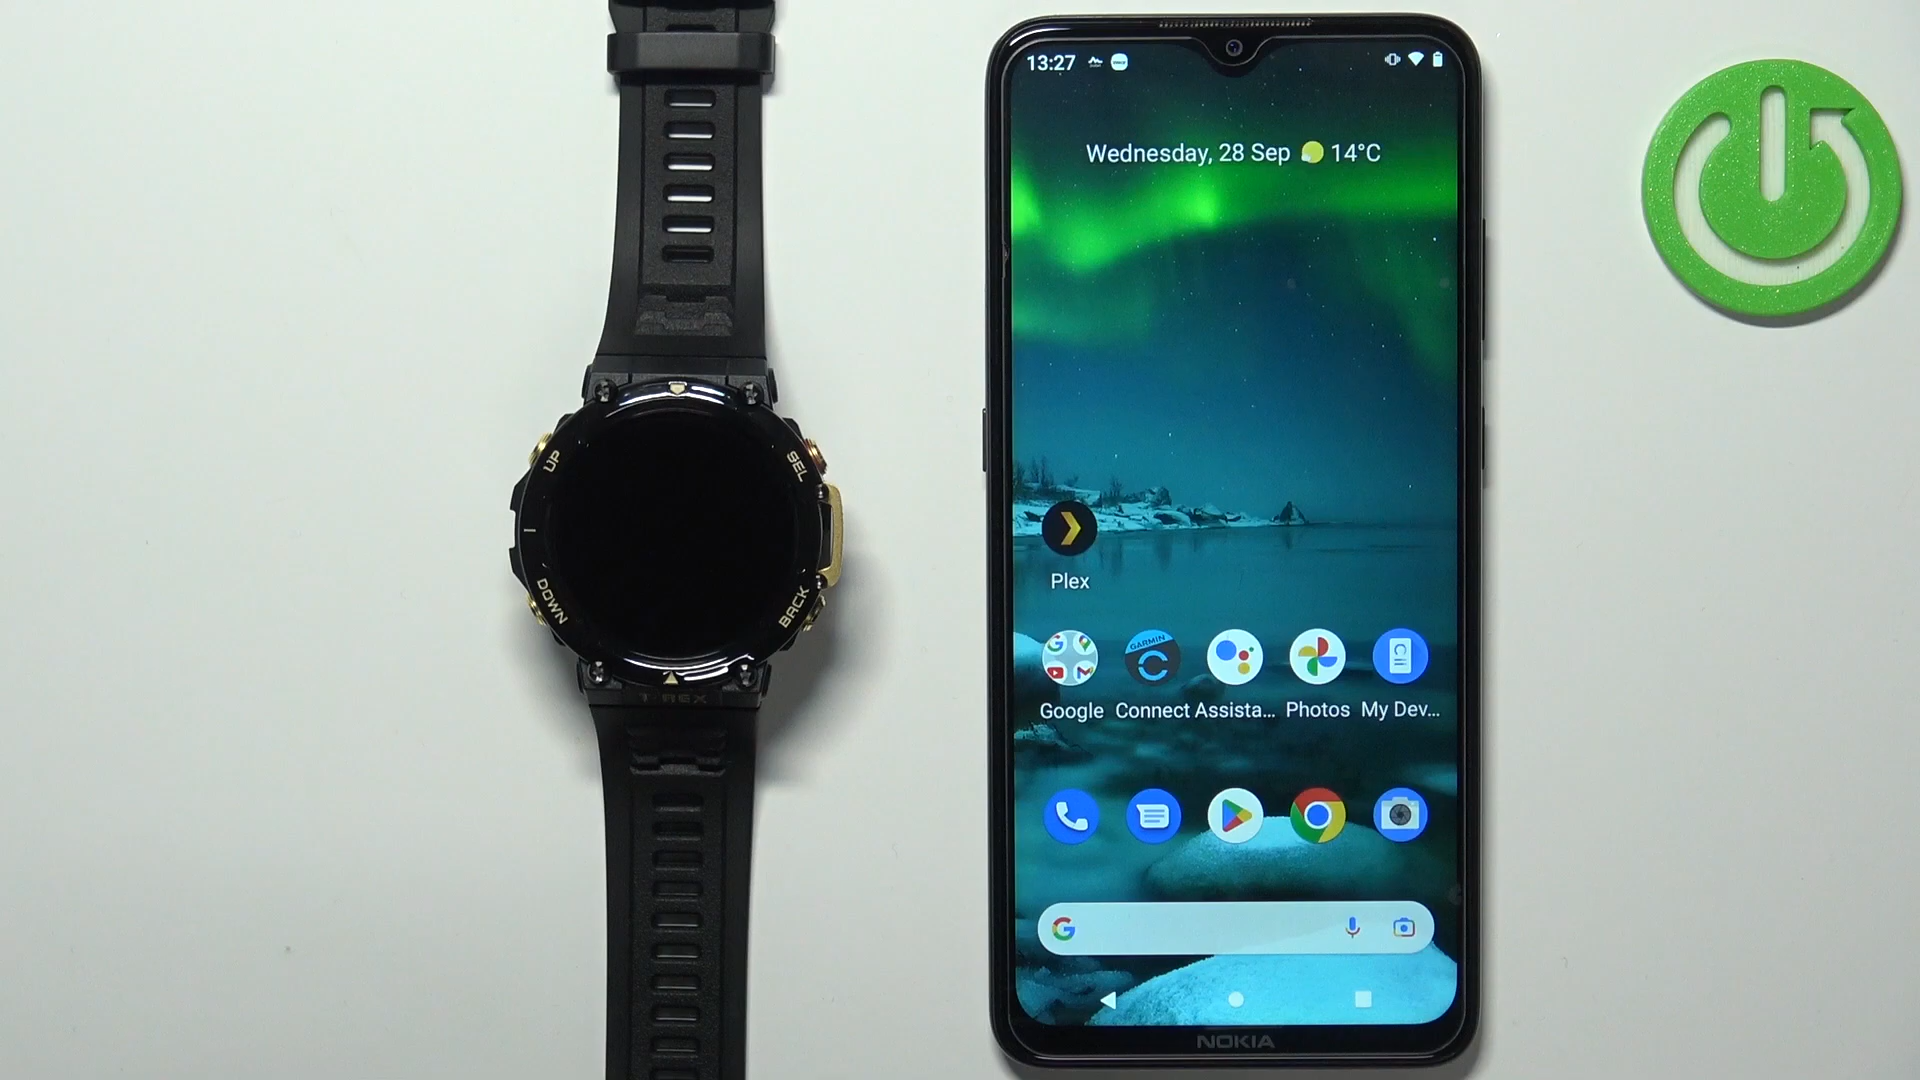 UP
SEL
DOWN
BACK
T-REX
13:27
Wednesday, 28 Sep 14°C
Plex
GARMIN
Google Connect Assista... Photos My Dev...
NOKIA